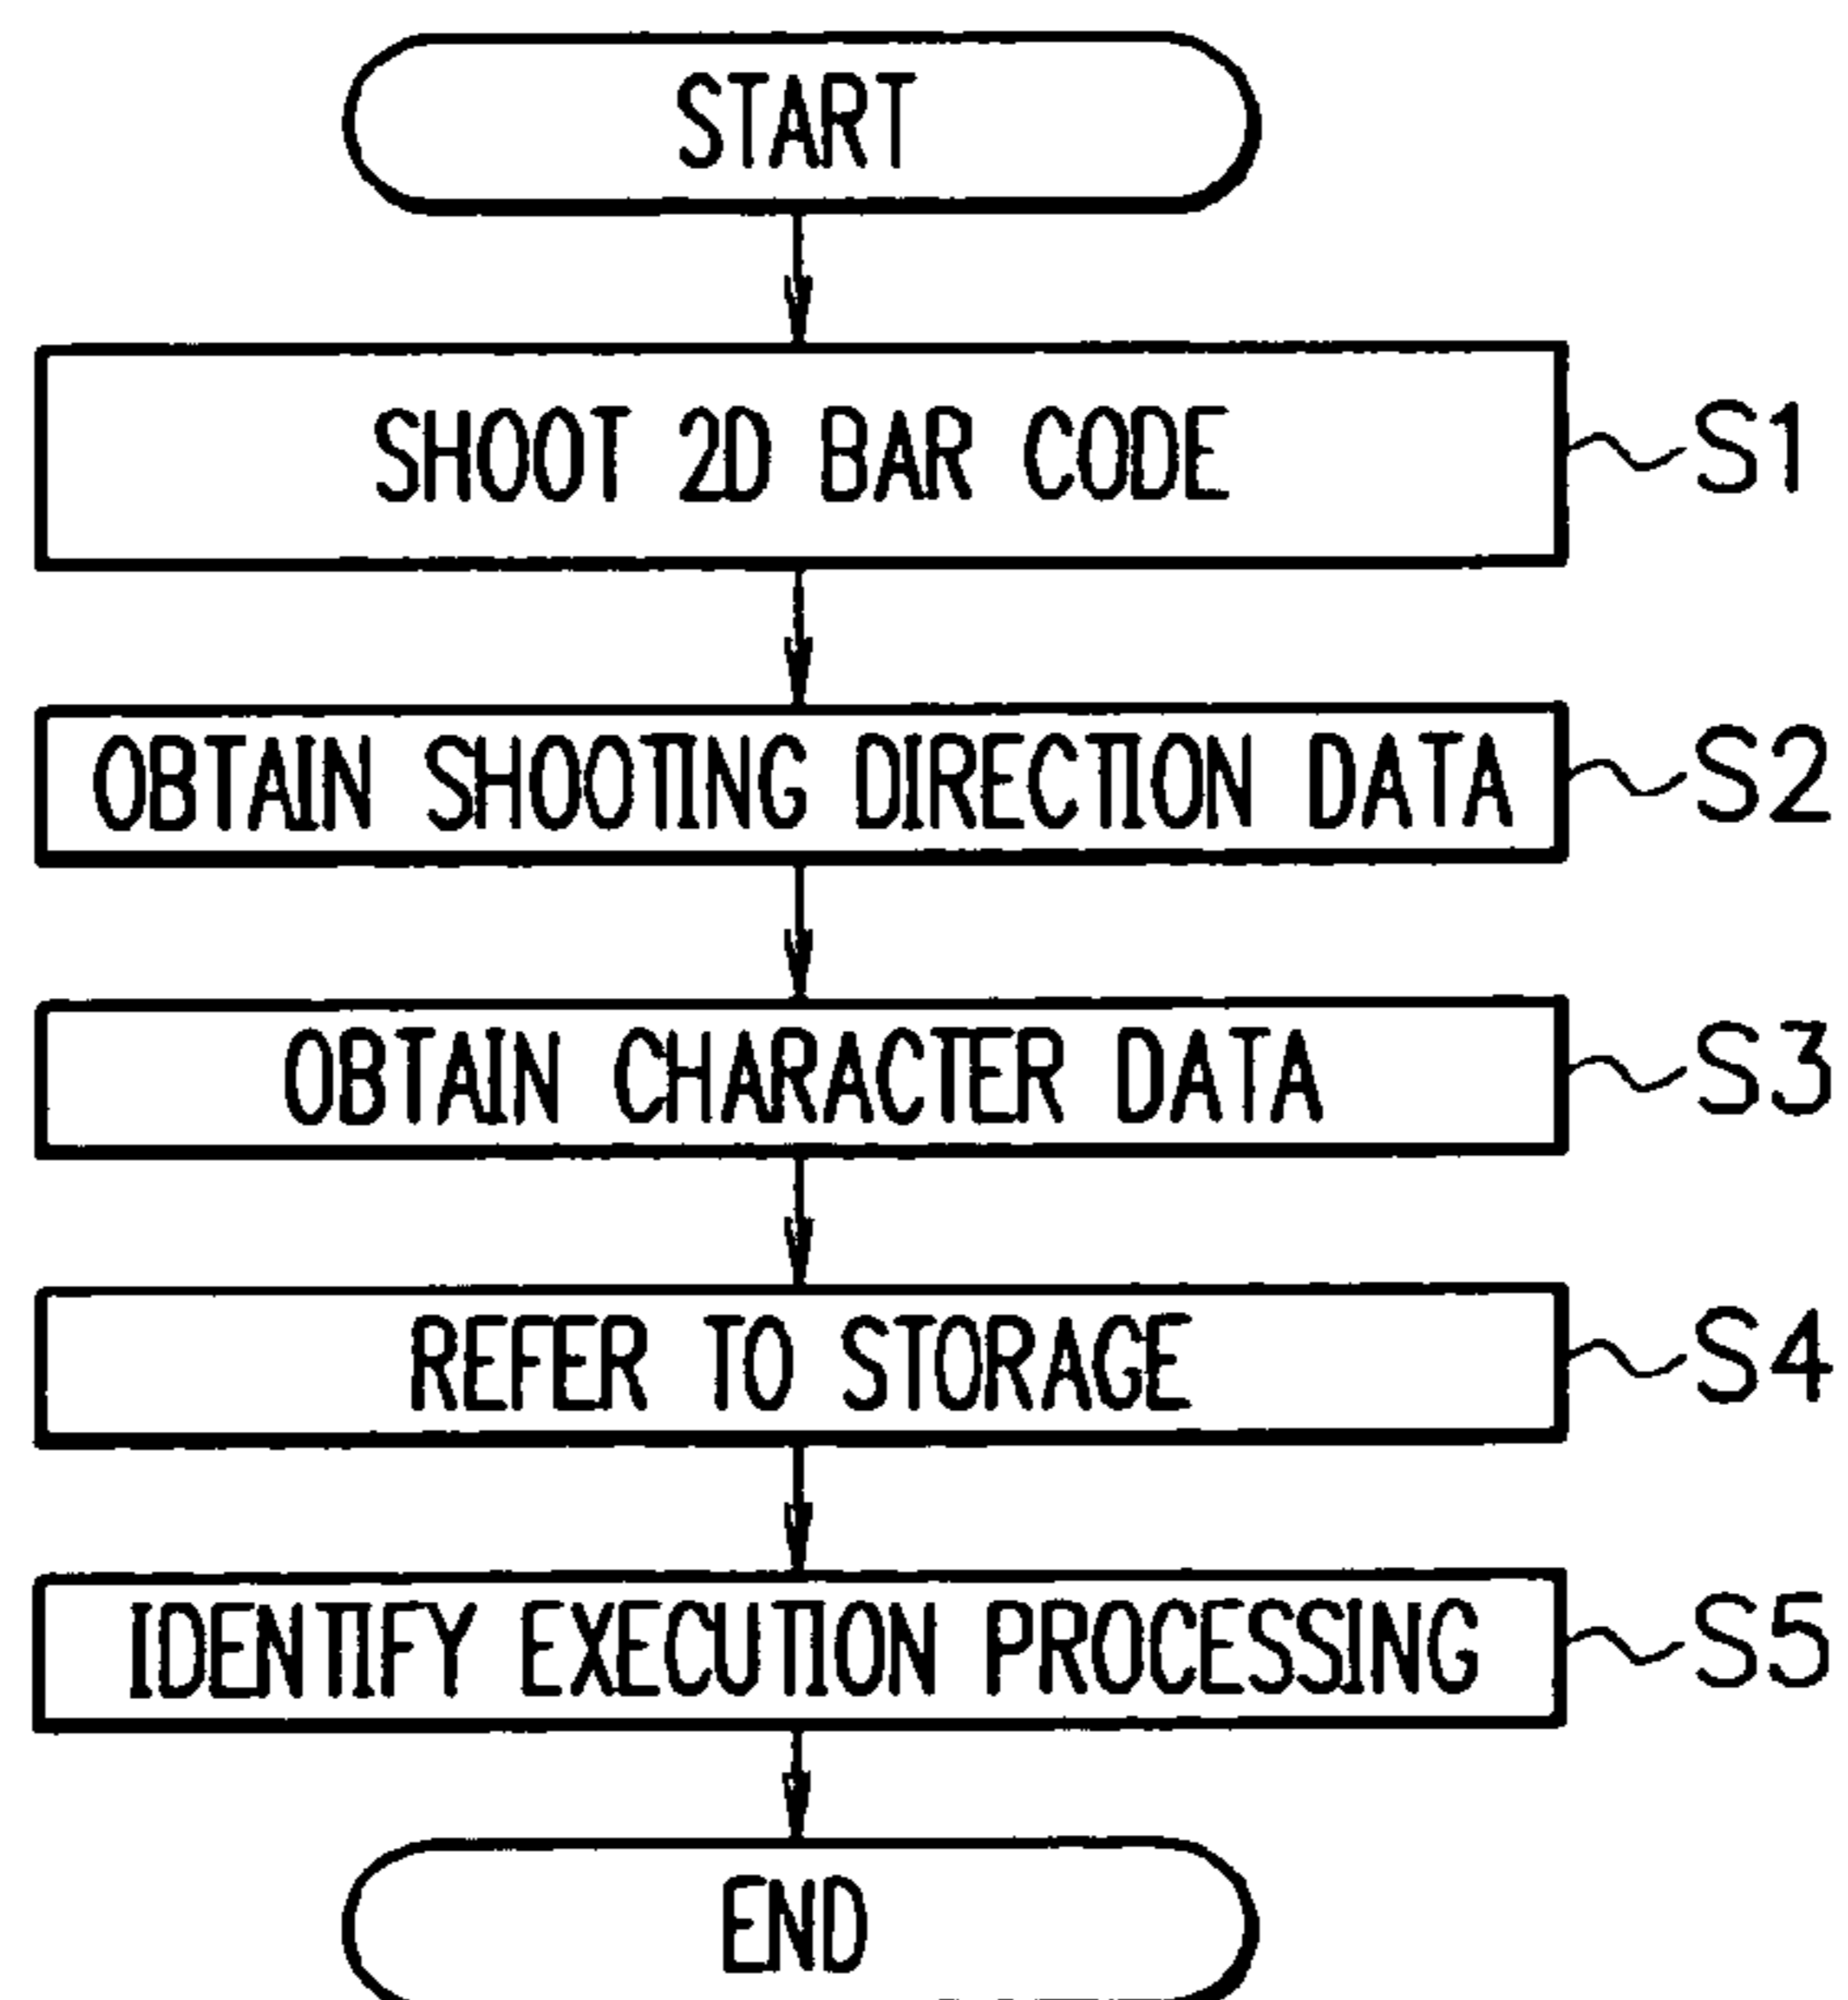 START
SHOOT 2D BAR CODE S1
OBTAIN SHOOTING DIRECTION DATA S2
OBTAIN CHARACTER DATA S3
REFER TO STORAGE S4
IDENTIFY EXECUTION PROCESSING S5
END